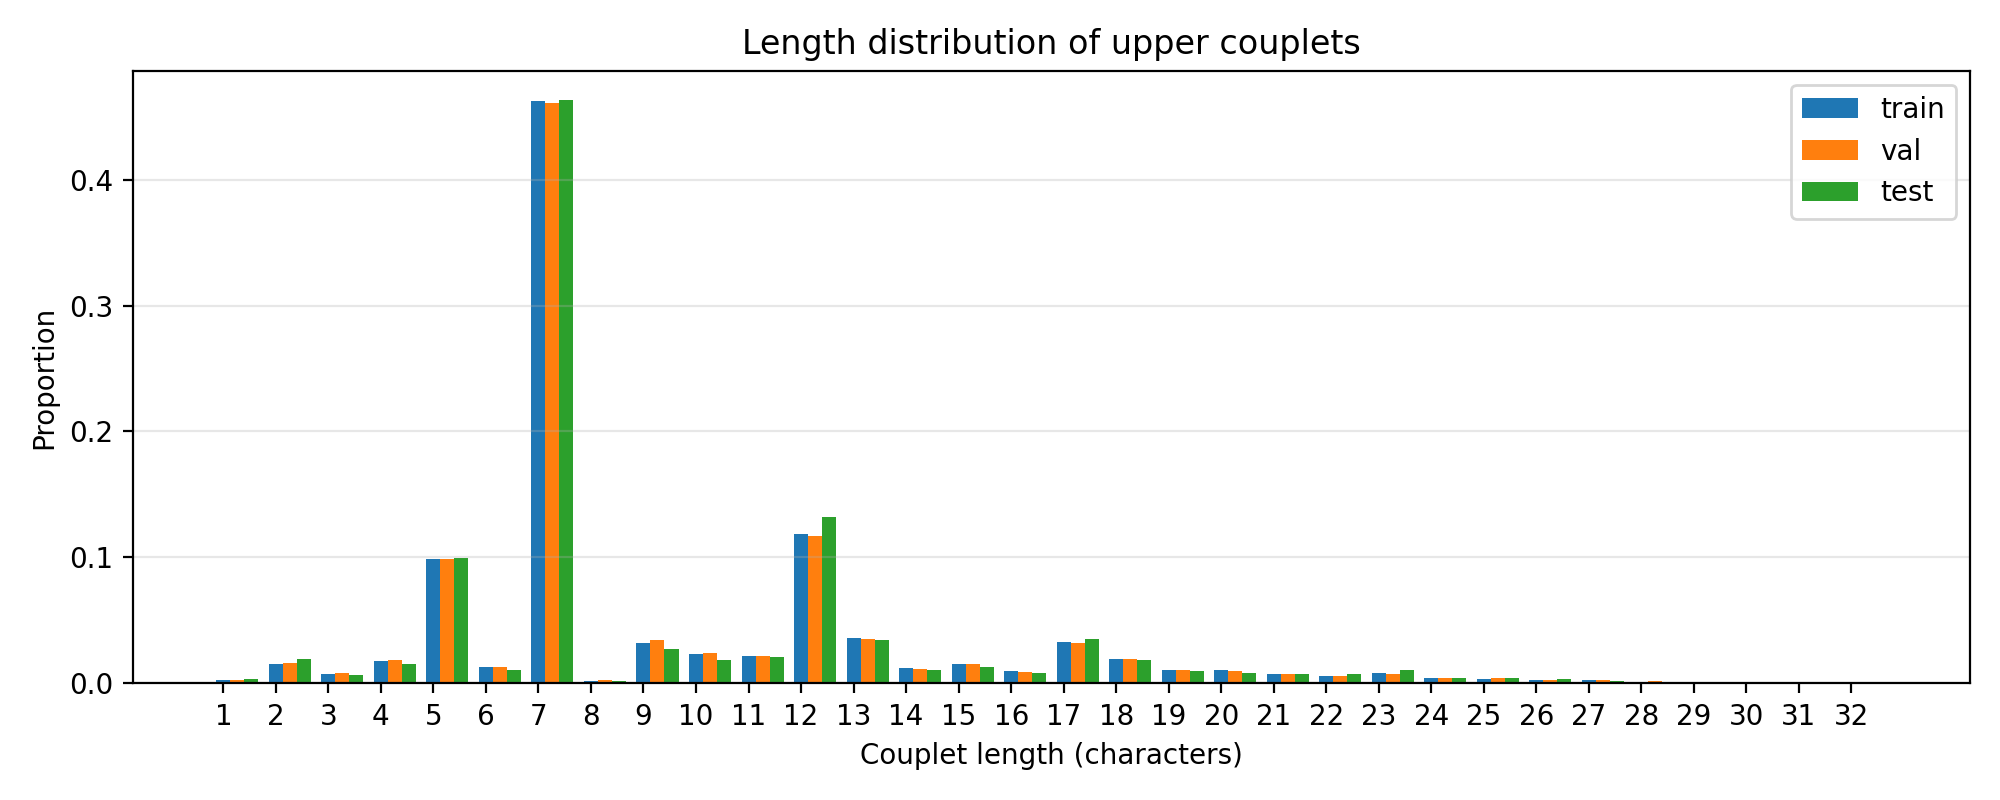 Length distribution of upper couplets
train
val
test
Proportion
0.4
0.3
0.2
0.1
0.0
1 2 3 4 5 6 7 8 9 10 11 12 13 14 15 16 17 18 19 20 21 22 23 24 25 26 27 28 29 30 31 32
Couplet length (characters)